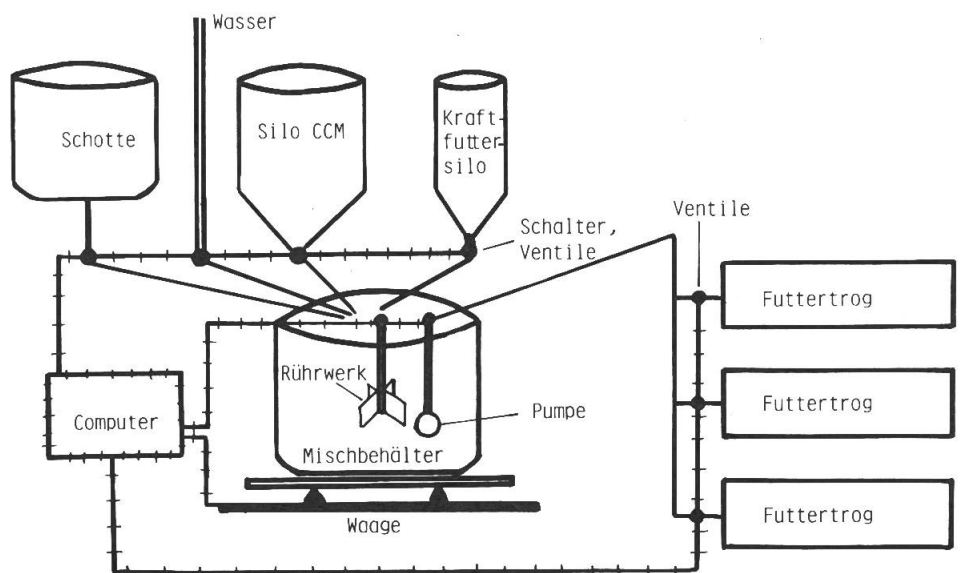 Wasser
Schotte
Silo CCM
Kraft-
futter
silo
Schalter,
Ventile
Ventile
Futtertrog
Rührwerk
Computer
Pumpe
Futtertrog
Mischbehälter
Waage
Futtertrog